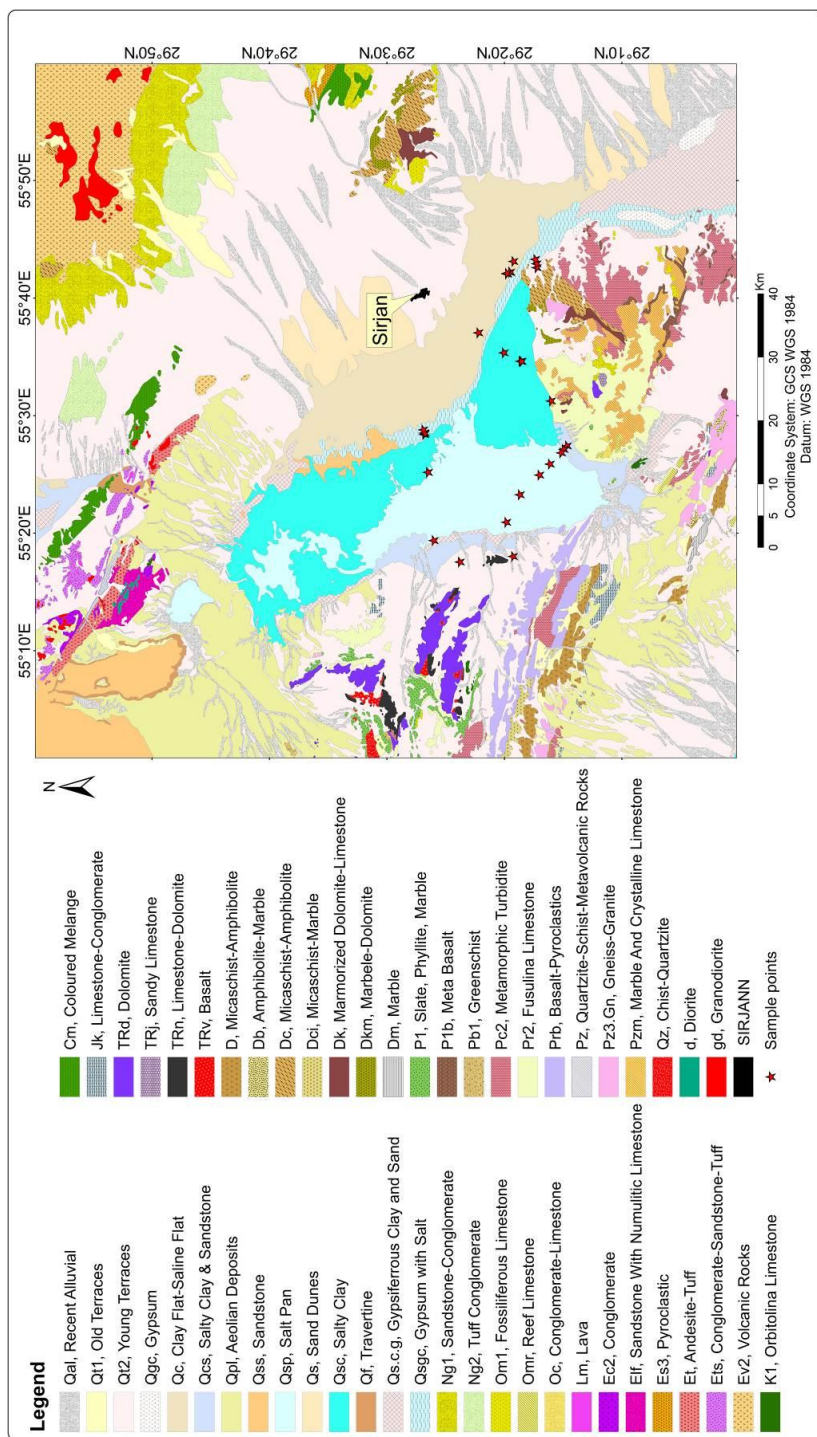 Legend
Qal, Recent Alluvial
Qt1, Old Terraces
Qt2, Young Terraces
Qgc, Gypsum
Qc, Clay Flat-Saline Flat
Qcs, Salty Clay & Sandstone
Qpl, Aeolian Deposits
Qss, Sandstone
Qsp, Salt Pan
Qs, Sand Dunes
Qsc, Salty Clay
Qf, Travertine
Qs.c.g, Gypsiferrous Clay and Sand
Qsgc, Gypsum with Salt
Ng1, Sandstone-Conglomerate
Ng2, Tuff Conglomerate
Om1, Fossiliferous Limestone
Omr, Reef Limestone
Oc, Conglomerate-Limestone
Lm, Lava
Ec2, Conglomerate
Elf, Sandstone With Numulitic Limestone
Es3, Pyroclastic
Et, Andesite-Tuff
Ets, Conglomerate-Sandstone-Tuff
Ev2, Volcanic Rocks
K1, Orbitolina Limestone
Cm, Coloured Melange
Jk, Limestone-Conglomerate
TRd, Dolomite
TRj, Sandy Limestone
TRn, Limestone-Dolomite
TRv, Basalt
D, Micaschist-Amphibolite
Db, Amphibolite-Marble
Dc, Micaschist-Amphibolite
Dci, Micaschist-Marble
Dk, Marmorized Dolomite-Limestone
Dkm, Marbele-Dolomite
Dm, Marble
P1, Slate, Phyllite, Marble
P1b, Meta Basalt
Pb1, Greenschist
Pc2, Metamorphic Turbidite
Pr2, Fusulina Limestone
Prb, Basalt-Pyroclastics
Pz, Quartzite-Schist-Metavolcanic Rocks
Pz3.Gn, Gneiss-Granite
Pzm, Marble And Crystalline Limestone
Qz, Chist-Quartzite
d, Diorite
gd, Granodiorite
SIRJANN
Sample points
N
55°10'E
55°20'E
55°30'E
55°40'E
55°50'E
29°50'N
29°40'N
29°30'N
29°20'N
29°10'N
Sirjan
0 5 10 20 30 40
Km
Coordinate System: GCS WGS 1984
Datum: WGS 1984